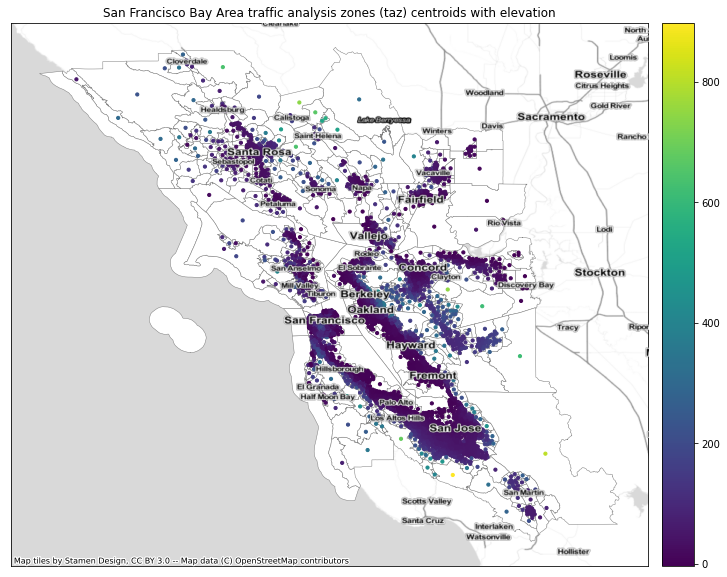 San Francisco Bay Area traffic analysis zones (taz) centroids with elevation
North
Loomis
Cloverdale
Roseville
Citrus Heights
Woodland
Gold River
Healdsburg
Calistoga
Lake Berryessa
Sacramento
Davis
Winters
Saint Helena
Rancho
Santa Rosa
Sebastopol
Vacaville
Cotati
Sonoma
Napa
Fairfield
Petaluma
Rio Vista
Lodi
Vallejo
Rodeo
San Anselmo
El Sobrante
Concord
Clayton
Stockton
Mill Valley
Tiburon
Berkeley
Discovery Bay
Oakland
San Francisco
Tracy
Hayward
Hillsborough
Fremont
El Granada
Half Moon Bay
Palo Alto
Los Altos Hills
San Jose
San Martin
Scotts Valley
Santa Cruz
Interlaken
Watsonville
Hollister
Map tiles by Stamen Design, CC BY 3.0 -- Map data (C) OpenStreetMap contributors
800
600
400
200
0